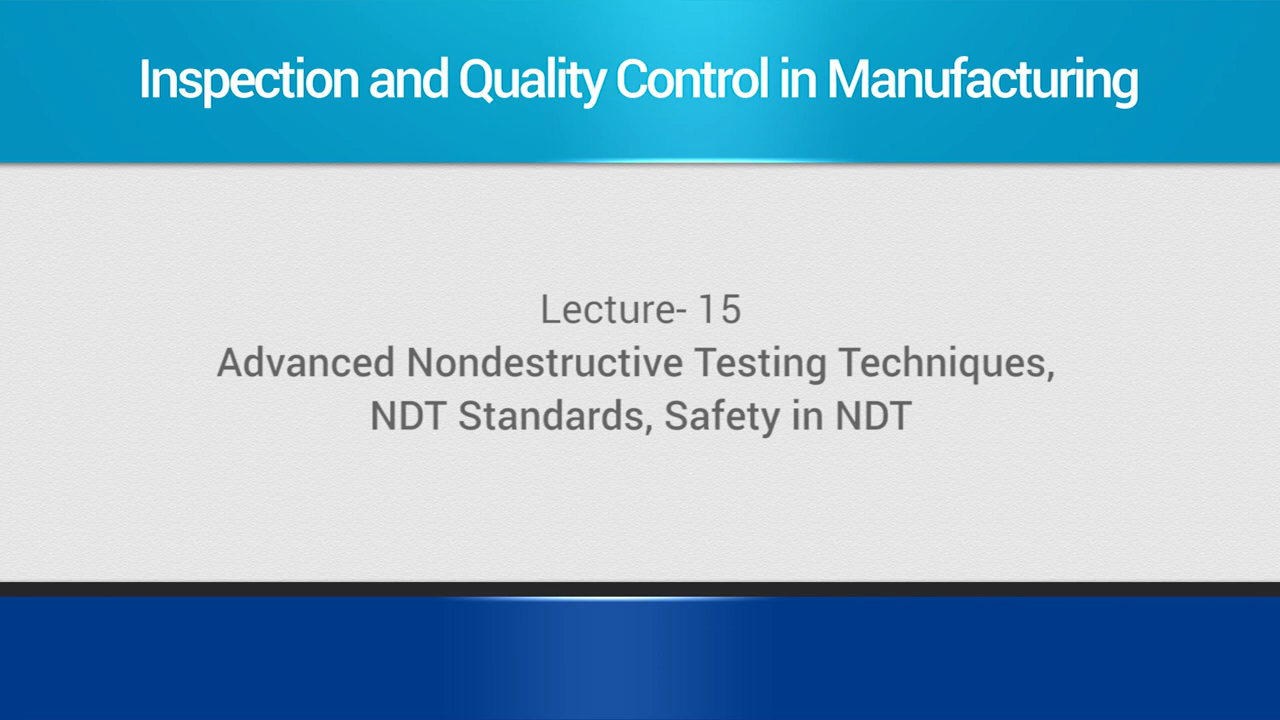 Inspection and Quality Control in Manufacturing
Lecture- 15
Advanced Nondestructive Testing Techniques,
NDT Standards, Safety in NDT